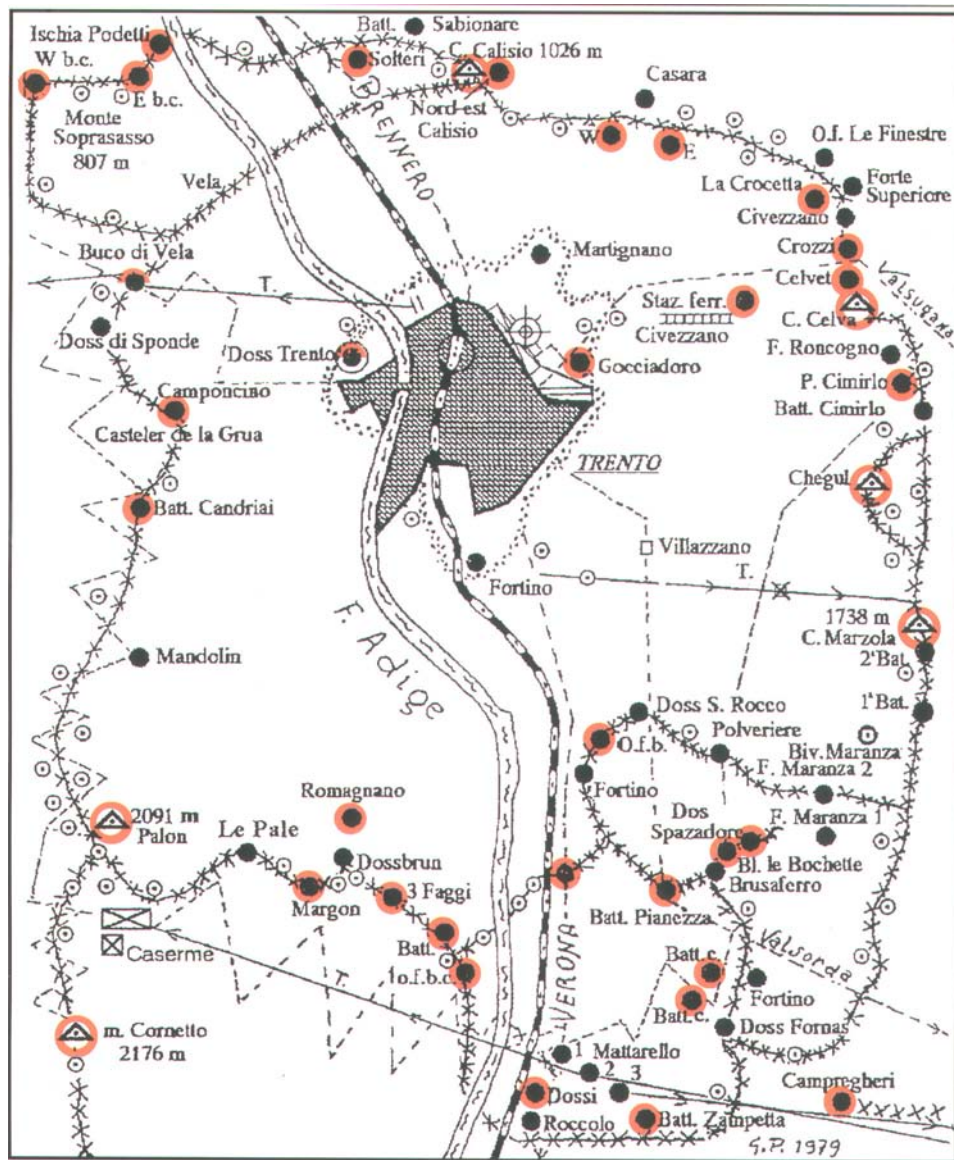 Batt. Sabionare
Ischia Podetti
W b.c.
E b.c.
Solteri
C. Calisio 1026 m
Nord-est
Calisio
Casara
Monte
Soprasasso
807 m
BRENNERO
W
E
O.f. Le Finestre
Forte
Superiore
La Crocetta
Civezzano
Vela
Crozzi
Martignano
Buco di Vela
T.
Celvet
Valsugana
Staz. ferr.
Civezzano
C. Celva
Doss di Sponde
Doss Trento
Gocciadoro
F. Roncogno
P. Cimirlo
Camponcino
Batt. Cimirlo
Casteler de la Grua
TRENTO
Chegul
Batt. Candriai
Villazzano
Fortino
T.
1738 m
C. Marzola
2ª Bat.
F. Adige
Mandolin
1ª Bat.
Doss S. Rocco
O.f.b.
Polveriere
Biv. Maranza
F. Maranza 2
Fortino
Romagnano
2091 m
Palon
Dos
Spazadore
F. Maranza 1
Le Pale
Dossbrun
Bl. le Bochette
Brusaferro
Margon
3 Faggi
Batt. Pianezza
Caserme
Batt.
o.f.b.c.
T.
VERONA
Valsorda
Batt. c.
Fortino
Batt. c.
Doss Fornas
m. Cornetto
2176 m
1 Mattarello
2
3
Dossi
Campregheri
Roccolo
Batt. Zampetta
G.P. 1979